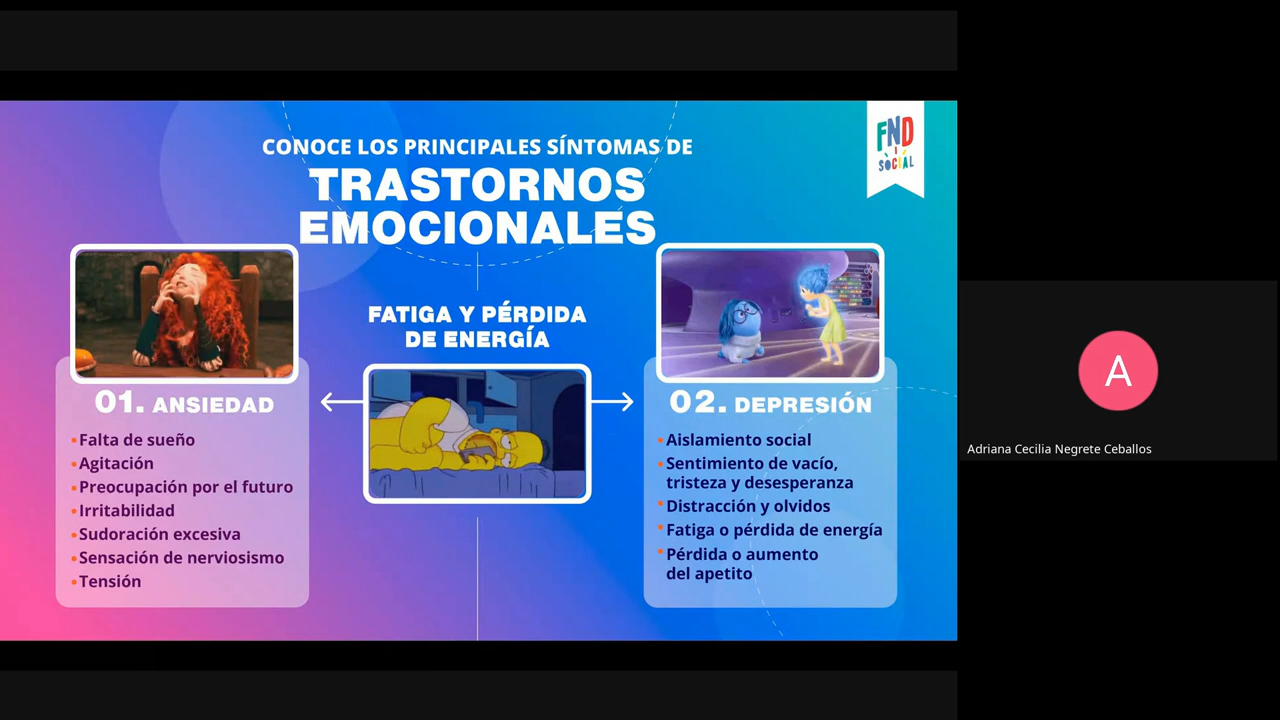 CONOCE LOS PRINCIPALES SÍNTOMAS DE
TRASTORNOS
EMOCIONALES
FND
SOCIAL
FATIGA Y PÉRDIDA
DE ENERGÍA
01. ANSIEDAD
Falta de sueño
Agitación
Preocupación por el futuro
Irritabilidad
Sudoración excesiva
Sensación de nerviosismo
Tensión
02. DEPRESIÓN
Aislamiento social
Sentimiento de vacío,
tristeza y desesperanza
Distracción y olvidos
Fatiga o pérdida de energía
Pérdida o aumento
del apetito
A
Adriana Cecilia Negrete Ceballos